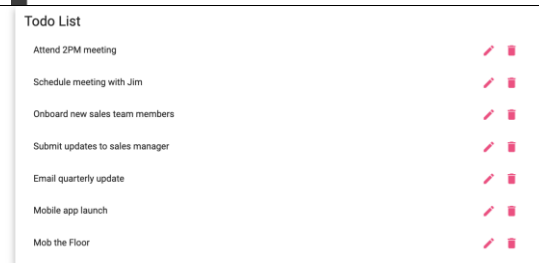 Todo List
Attend 2PM meeting
Schedule meeting with Jim
Onboard new sales team members
Submit updates to sales manager
Email quarterly update
Mobile app launch
Mob the Floor